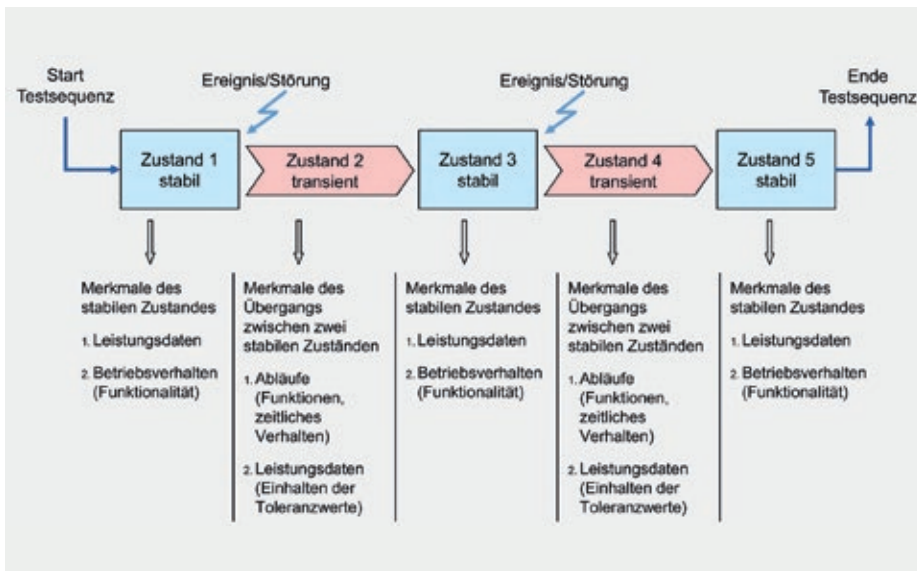 Start
Testsequenz
Ereignis/Störung
Ereignis/Störung
Ende
Testsequenz
Zustand 1
stabil
Zustand 2
transient
Zustand 3
stabil
Zustand 4
transient
Zustand 5
stabil
Merkmale des
stabilen Zustandes
1. Leistungsdaten
2. Betriebsverhalten
(Funktionalität)
Merkmale des
Übergangs
zwischen zwei
stabilen Zuständen
1. Abläufe
(Funktionen,
zeitliches
Verhalten)
2. Leistungsdaten
(Einhalten der
Toleranzwerte)
Merkmale des
stabilen Zustandes
1. Leistungsdaten
2. Betriebsverhalten
(Funktionalität)
Merkmale des
Übergangs
zwischen zwei
stabilen Zuständen
1. Abläufe
(Funktionen,
zeitliches
Verhalten)
2. Leistungsdaten
(Einhalten der
Toleranzwerte)
Merkmale des
stabilen Zustandes
1. Leistungsdaten
2. Betriebsverhalten
(Funktionalität)